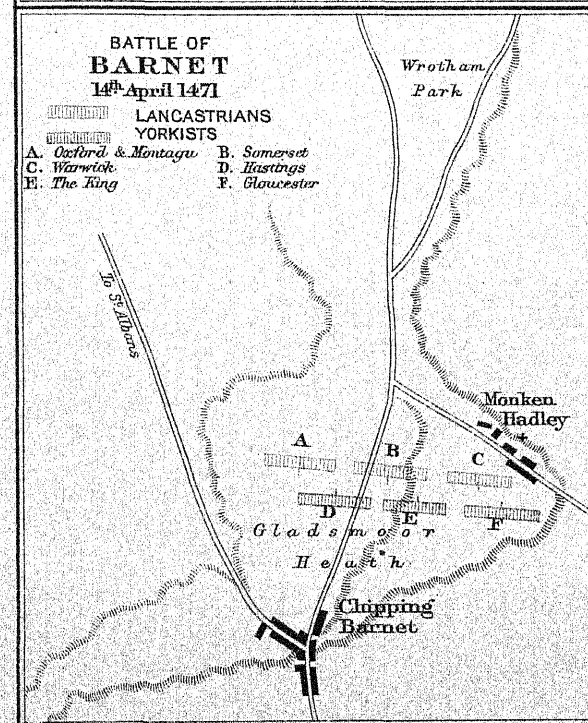 BATTLE OF
BARNET
14th April 1471
LANCASTRIANS
YORKISTS
A. Oxford & Montagu B. Somerset
C. Warwick D. Hastings
E. The King F. Gloucester
Wrotham
Park
To St. Albans
Monken
Hadley
A
B
C
D
E
F
Gladsmoor
Heath
Chipping
Barnet